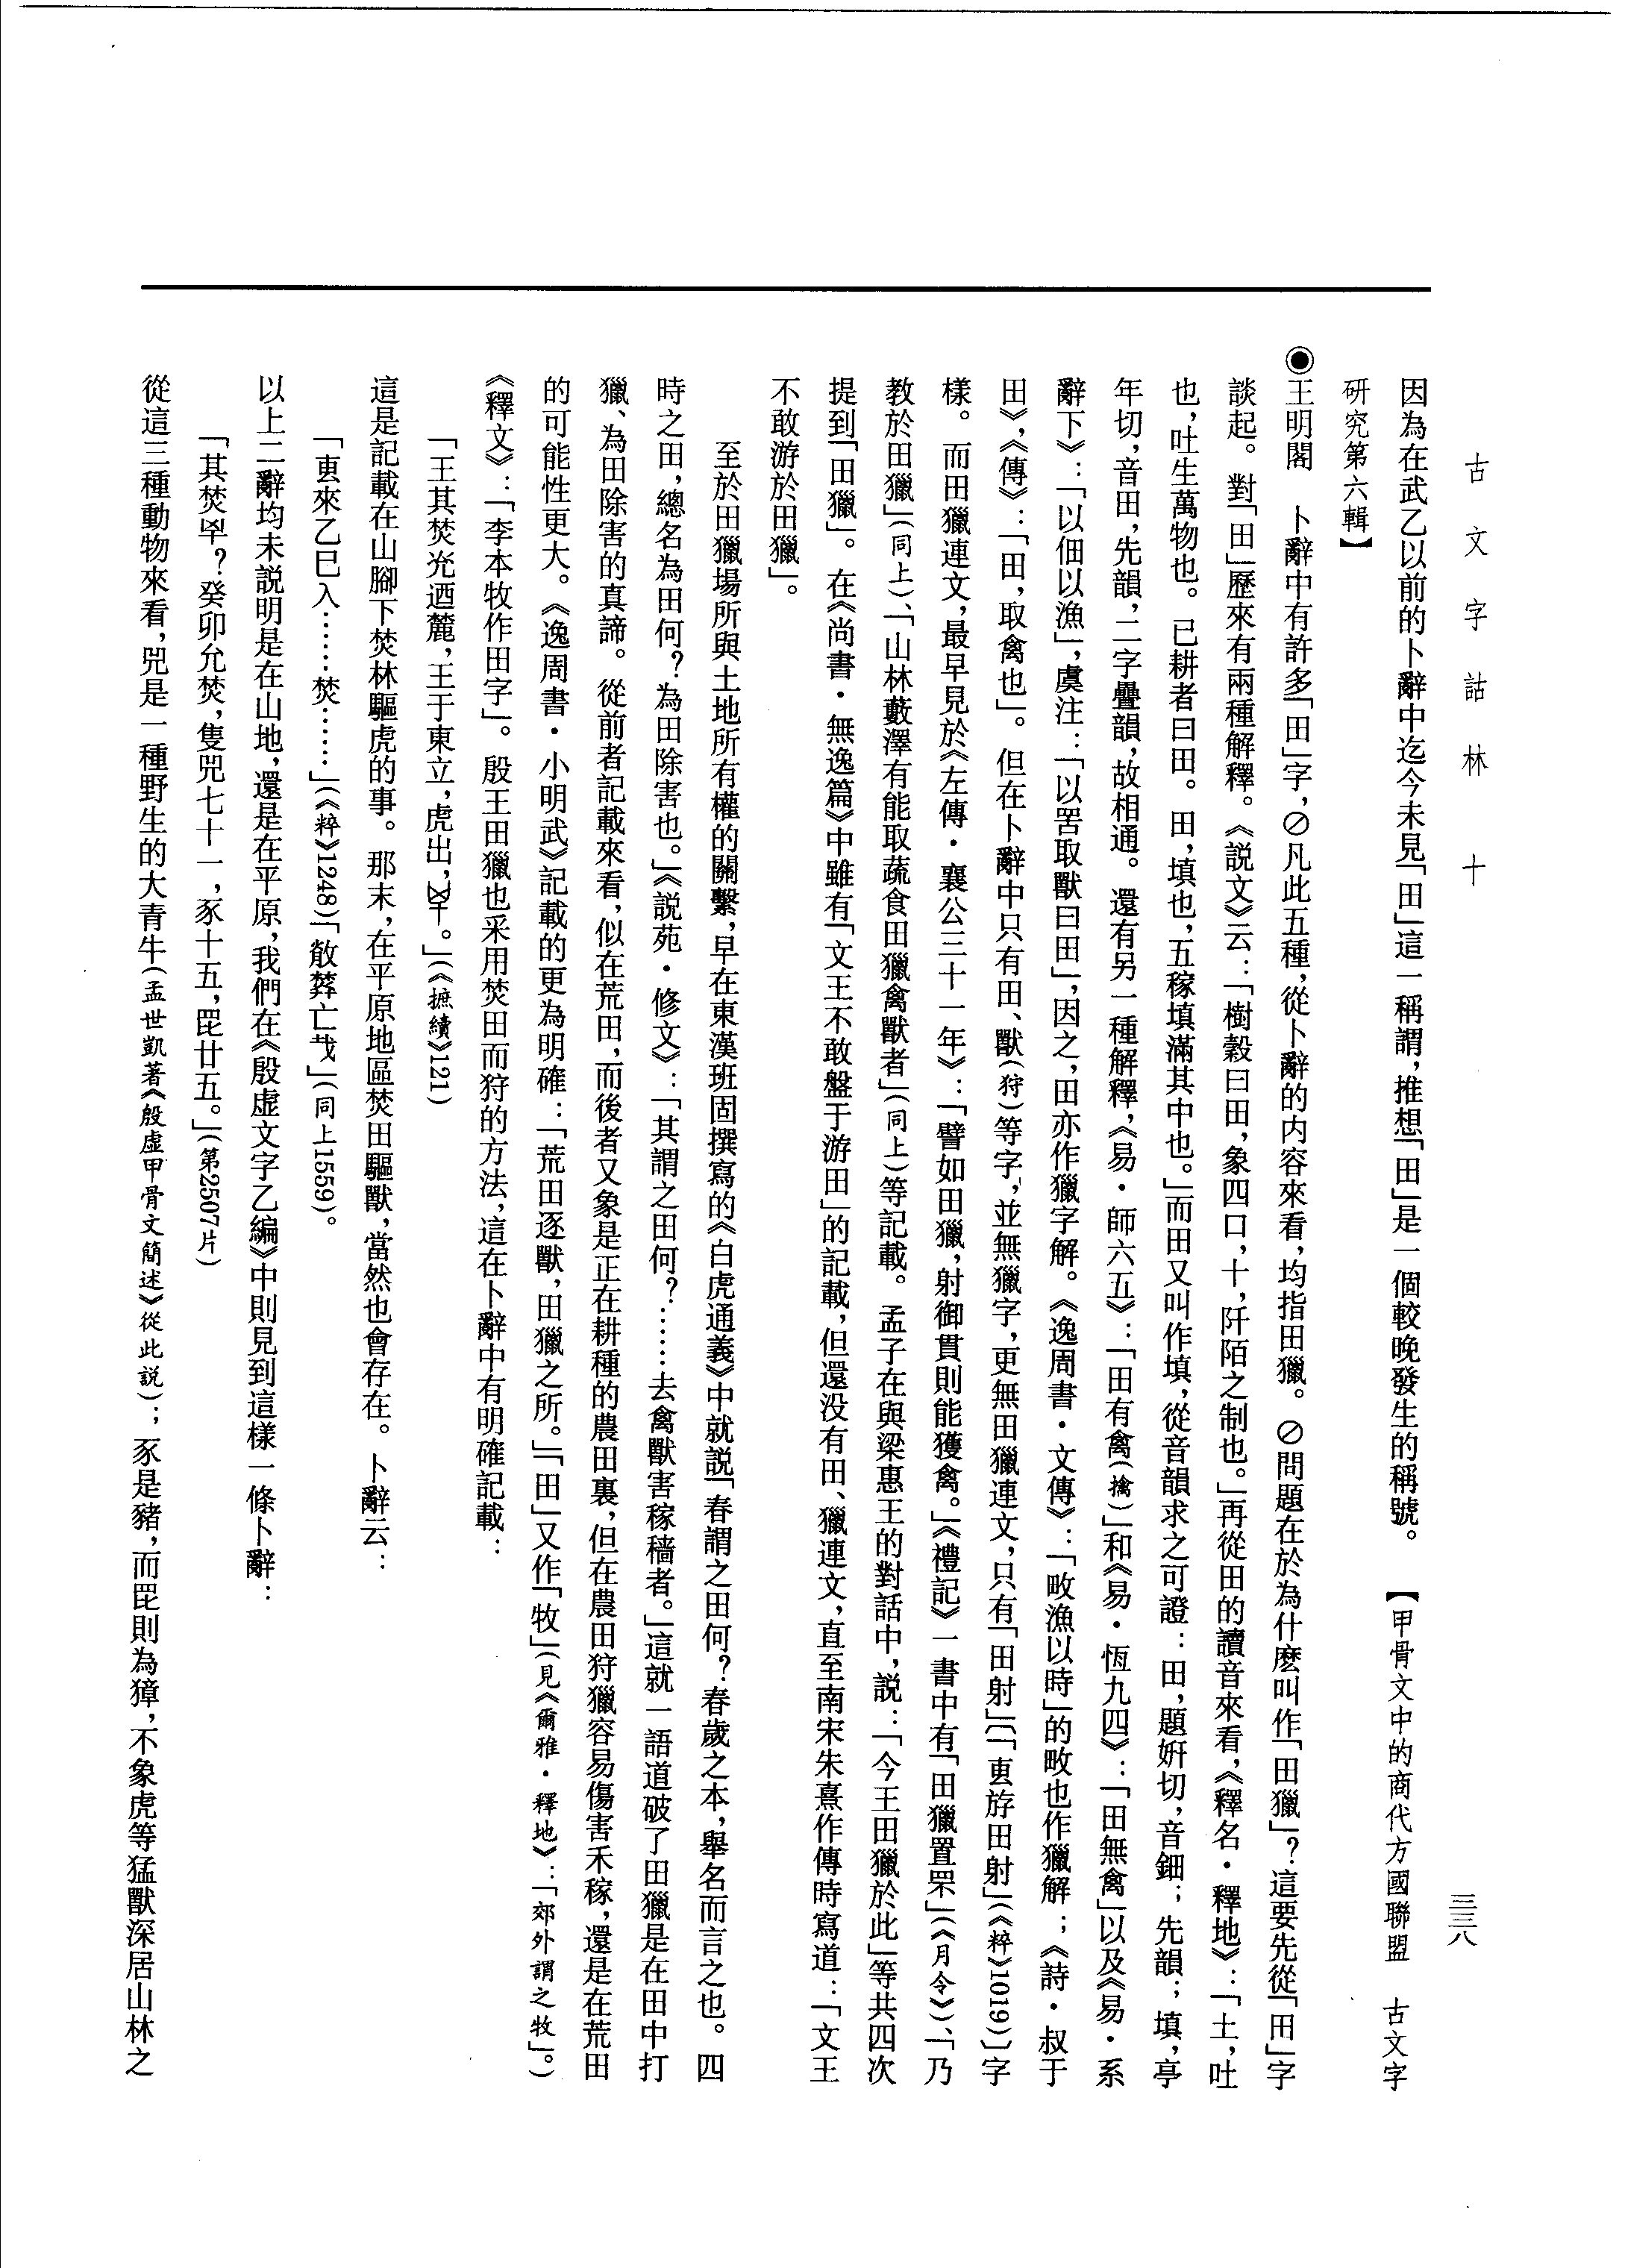 古文字詁林 十
三三八
因為在武乙以前的卜辭中迄今未見「田」這一稱謂，推想「田」是一個較晚發生的稱號。 【甲骨文中的商代方國聯盟 古文字
研究第六輯】
◉王明閣 卜辭中有許多「田」字，⊘凡此五種，從卜辭的内容來看，均指田獵。⊘問題在於為什麽叫作「田獵」？這要先從「田」字
談起。對「田」歷來有兩種解釋。《説文》云：「樹穀曰田，象四口，十，阡陌之制也。」再從田的讀音來看，《釋名·釋地》：「土，吐
也，吐生萬物也。已耕者曰田。田，填也，五稼填滿其中也。」而田又叫作填，從音韻求之可證：田，題姸切，音鈿；先韻；填，亭
年切，音田，先韻，二字疊韻，故相通。還有另一種解釋，《易·師六五》：「田有禽（擒）」和《易·恆九四》：「田無禽」以及《易·系
辭下》：「以佃以漁」，虞注：「以罟取獸曰田」，因之，田亦作獵字解。《逸周書·文傳》：「畋漁以時」的畋也作獵解；《詩·叔于
田》，《傳》：「田，取禽也」。但在卜辭中只有田、獸（狩）等字，並無獵字，更無田獵連文，只有「田射」〔「叀斿田射」（《粹》1019）〕字
樣。而田獵連文，最早見於《左傳·襄公三十一年》：「譬如田獵，射御貫則能獲禽。」《禮記》一書中有「田獵罝罘」（《月令》）、「乃
教於田獵」（同上）、「山林藪澤有能取蔬食田獵禽獸者」（同上）等記載。孟子在與梁惠王的對話中，説：「今王田獵於此」等共四次
提到「田獵」。在《尚書·無逸篇》中雖有「文王不敢盤于游田」的記載，但還没有田、獵連文，直至南宋朱熹作傳時寫道：「文王
不敢游於田獵」。
至於田獵場所與土地所有權的關繫，早在東漢班固撰寫的《白虎通義》中就説「春謂之田何？春歲之本，舉名而言之也。四
時之田，總名為田何？為田除害也。」《説苑·修文》：「其謂之田何？……去禽獸害稼穡者。」這就一語道破了田獵是在田中打
獵、為田除害的真諦。從前者記載來看，似在荒田，而後者又象是正在耕種的農田裏，但在農田狩獵容易傷害禾稼，還是在荒田
的可能性更大。《逸周書·小明武》記載的更為明確：「荒田逐獸，田獵之所。」「田」又作「牧」（見《爾雅·釋地》：「郊外謂之牧」。）
《釋文》：「李本牧作田字」。殷王田獵也采用焚田而狩的方法，這在卜辭中有明確記載：
「王其焚灮迺麓，王于東立，虎出，𢆉。」（《摭續》121）
這是記載在山腳下焚林驅虎的事。那末，在平原地區焚田驅獸，當然也會存在。卜辭云：
「叀來乙巳入……焚……」（《粹》1248）「㪔㷊亡𢦏」（同上1559）。
以上二辭均未説明是在山地，還是在平原，我們在《殷虚文字乙編》中則見到這樣一條卜辭：
「其焚？癸卯允焚，隻兕七十一，豕十五，㲋廿五。」（第2507片）
從這三種動物來看，兕是一種野生的大青牛（孟世凱著《殷虚甲骨文簡述》從此説）；豕是豬，而㲋則為獐，不象虎等猛獸深居山林之